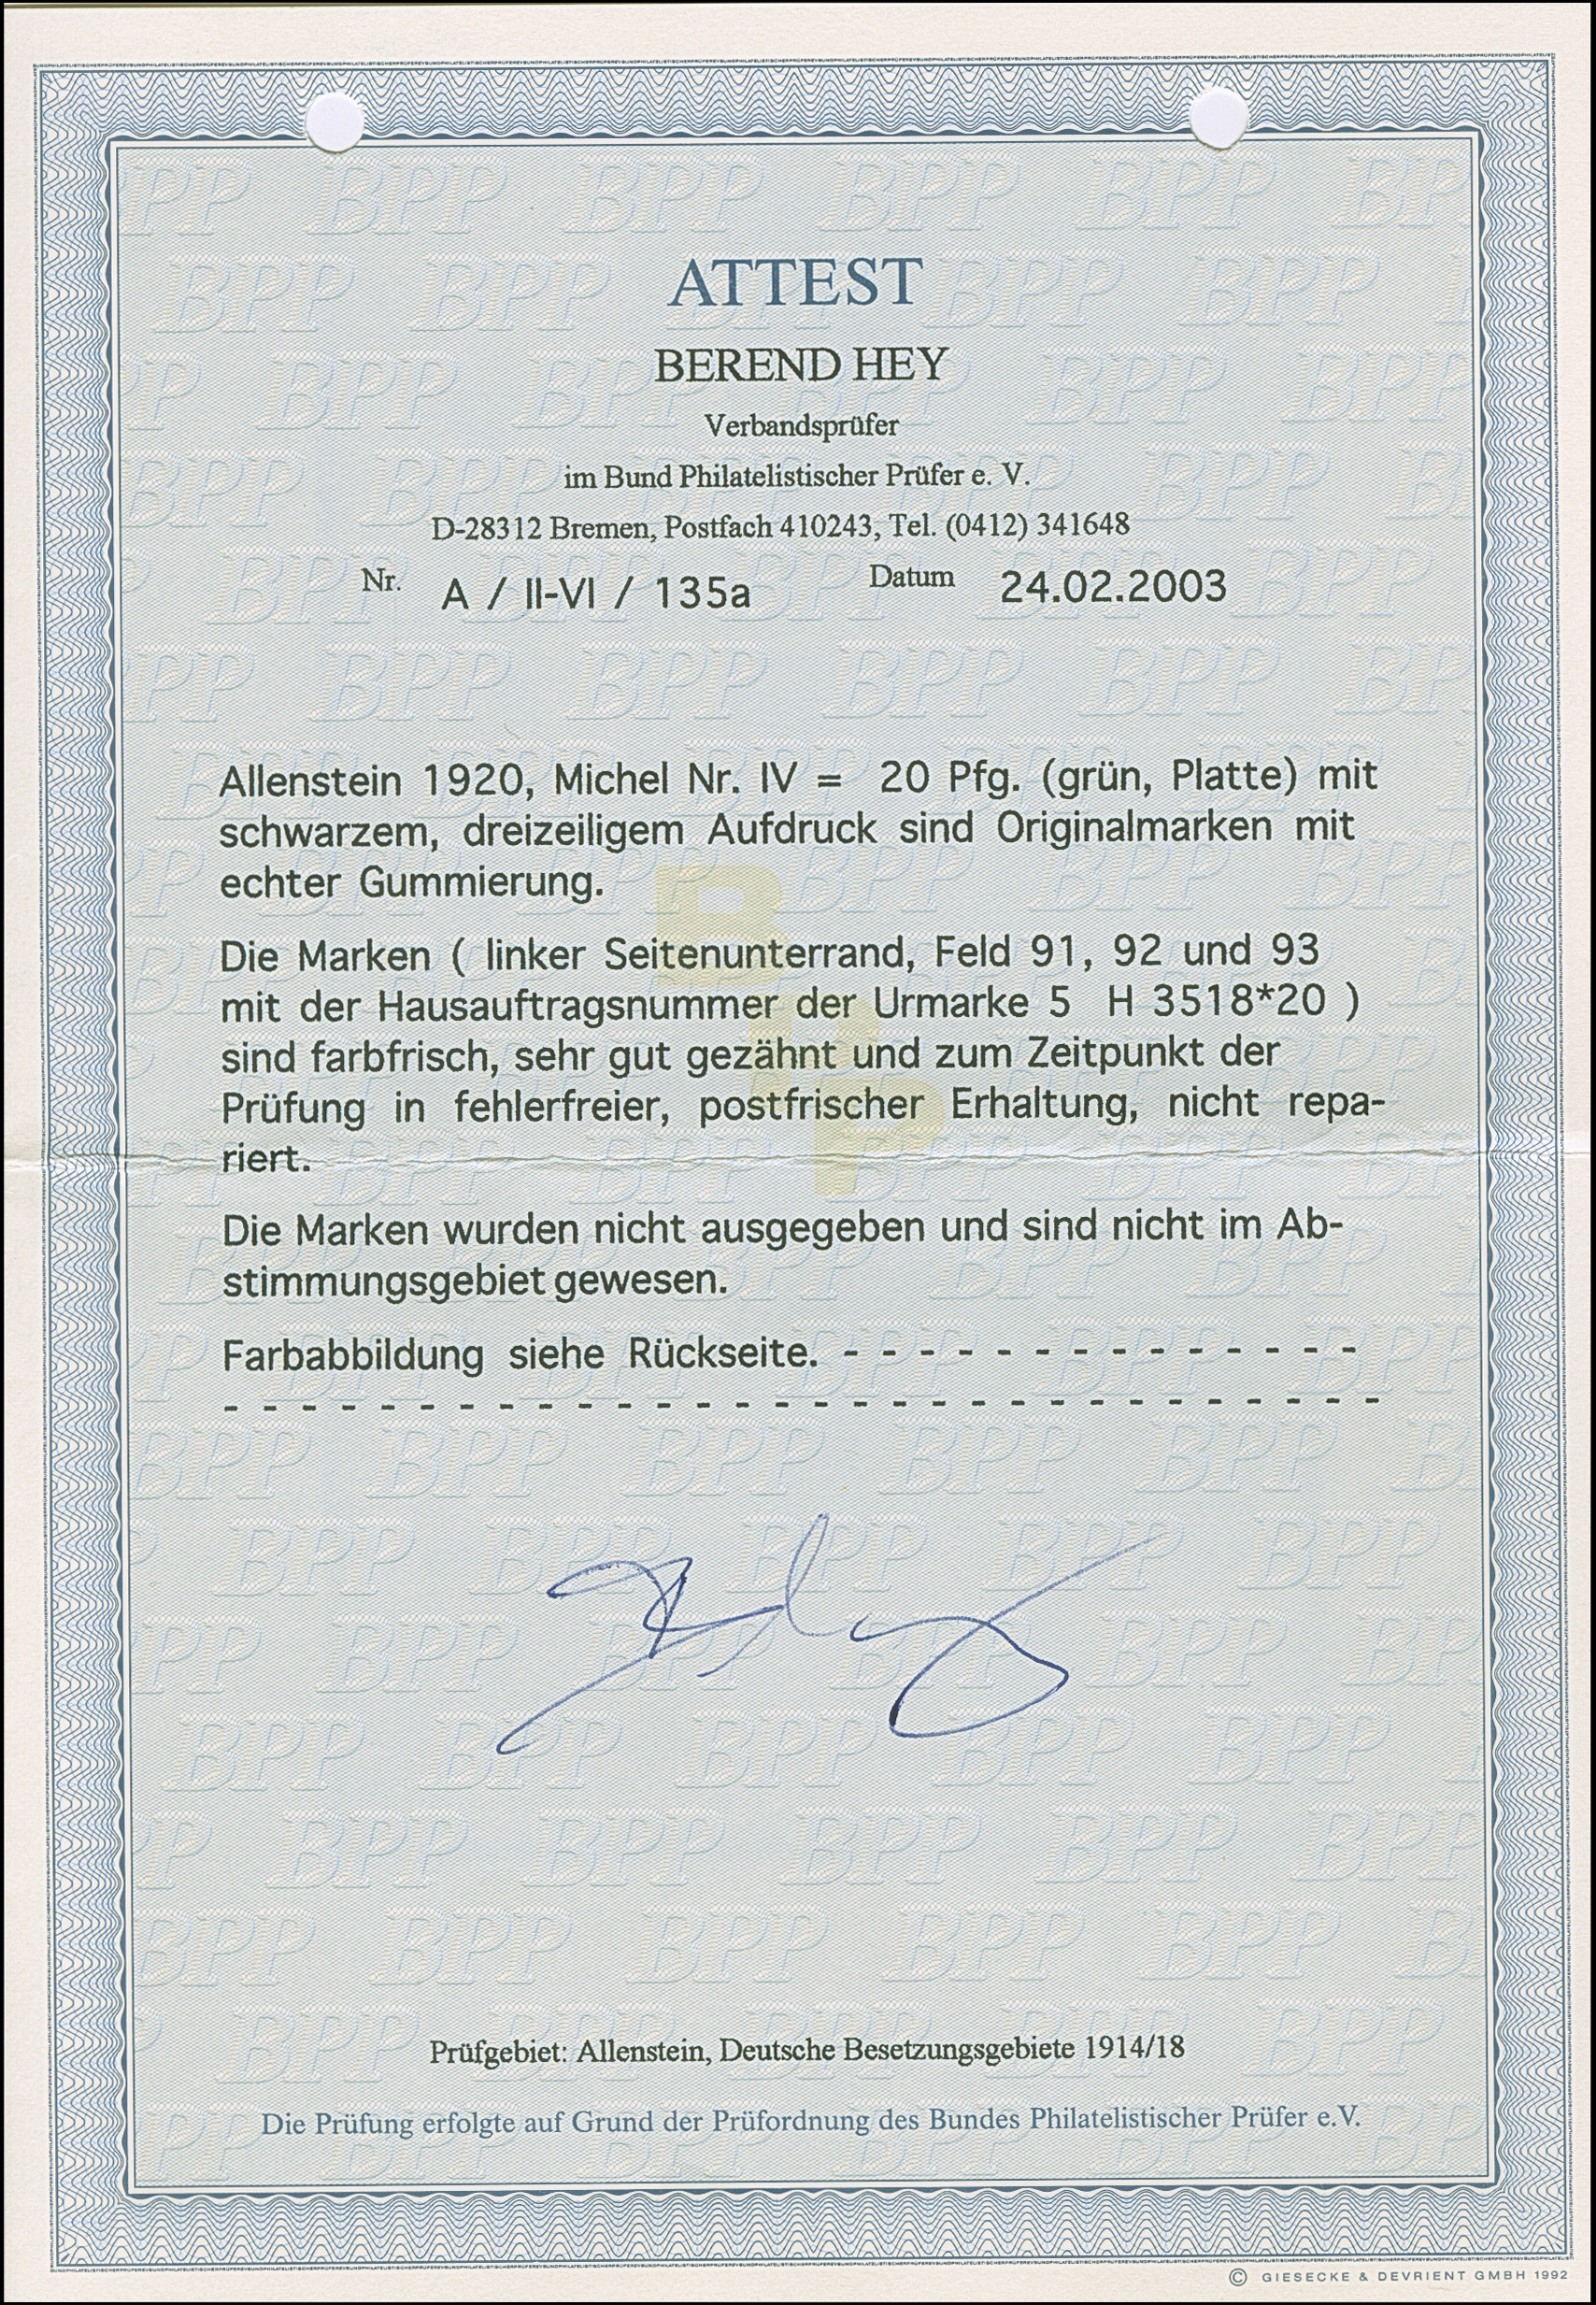 ATTEST
BEREND HEY
Verbandsprüfer
im Bund Philatelistischer Prüfer e. V.
D-28312 Bremen, Postfach 410243, Tel. (0412) 341648
Nr. A / II-VI / 135a Datum 24.02.2003
Allenstein 1920, Michel Nr. IV = 20 Pfg. (grün, Platte) mit
schwarzem, dreizeiligem Aufdruck sind Originalmarken mit
echter Gummierung.
Die Marken ( linker Seitenunterrand, Feld 91, 92 und 93
mit der Hausauftragsnummer der Urmarke 5 H 3518*20 )
sind farbfrisch, sehr gut gezähnt und zum Zeitpunkt der
Prüfung in fehlerfreier, postfrischer Erhaltung, nicht repa-
riert.
Die Marken wurden nicht ausgegeben und sind nicht im Ab-
stimmungsgebiet gewesen.
Farbabbildung siehe Rückseite. - - - - - - - - - - - - - -
- - - - - - - - - - - - - - - - - - - - - - - - - - - - - -
Prüfgebiet: Allenstein, Deutsche Besetzungsgebiete 1914/18
Die Prüfung erfolgte auf Grund der Prüfordnung des Bundes Philatelistischer Prüfer e.V.
© GIESECKE & DEVRIENT GMBH 1992